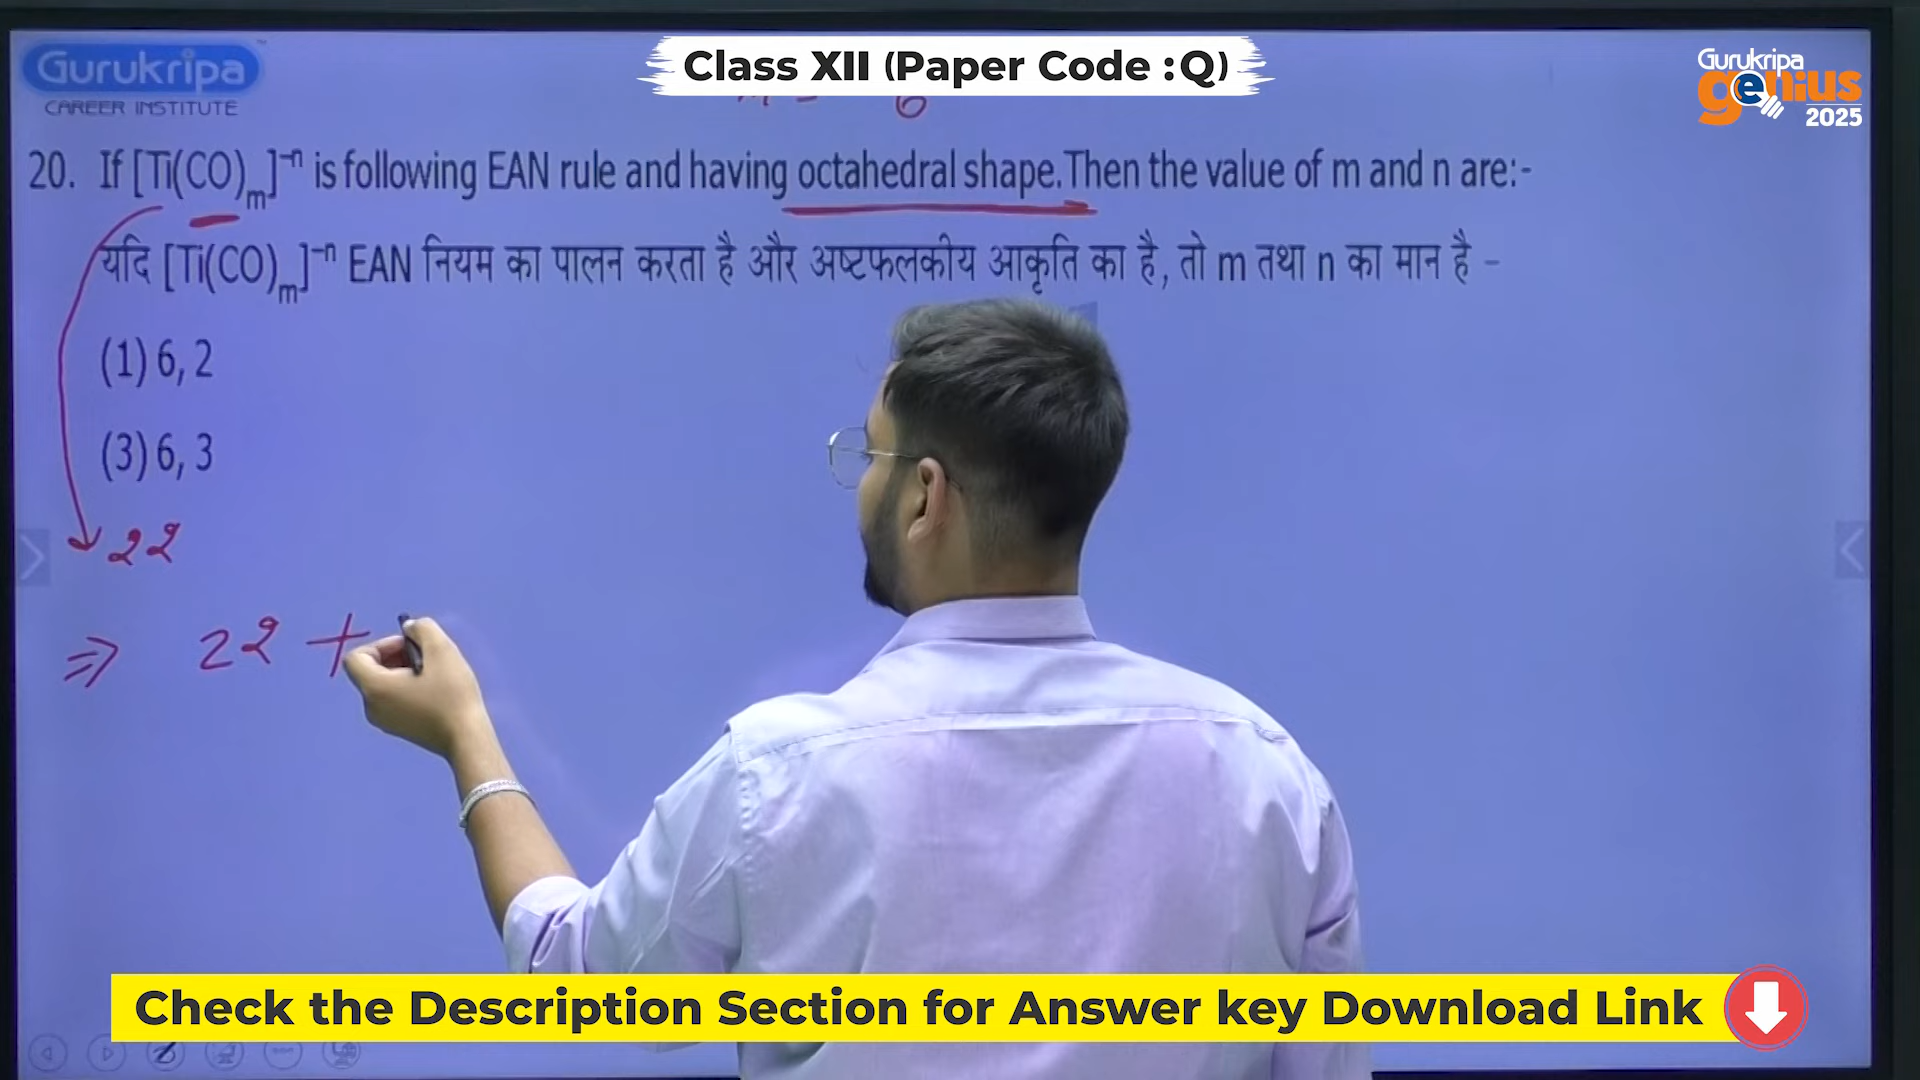 Gurukripa
CAREER INSTITUTE
Class XII (Paper Code :Q)
Gurukripa
genius
2025
6
20. If [Ti(CO)m]⁻ⁿ is following EAN rule and having octahedral shape.Then the value of m and n are:-
यदि [Ti(CO)m]⁻ⁿ EAN नियम का पालन करता है और अष्टफलकीय आकृति का है, तो m तथा n का मान है -
(1) 6, 2
(3) 6, 3
22
⇒ 22 +
Check the Description Section for Answer key Download Link